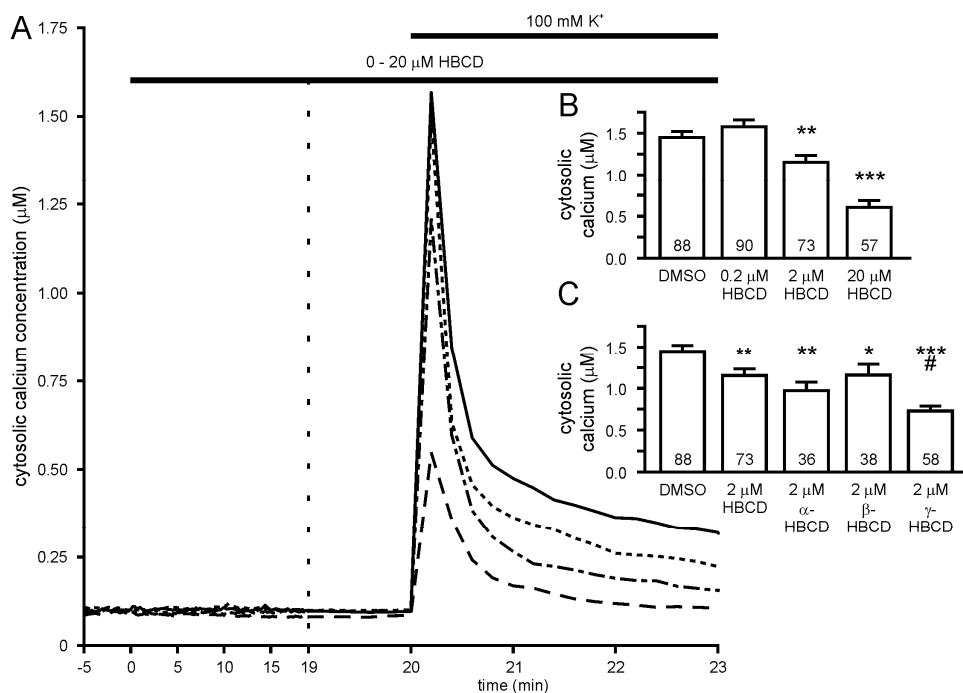 A
100 mM K⁺
0 - 20 µM HBCD
cytosolic calcium concentration (µM)
1.75
1.50
1.25
1.00
0.75
0.50
0.25
0
-5 0 5 10 15 19 20 21 22 23
time (min)
B
cytosolic
calcium (µM)
1.5
1.0
0.5
0.0
** ***
88 90 73 57
DMSO 0.2 µM 2 µM 20 µM
HBCD HBCD HBCD
C
cytosolic
calcium (µM)
1.5
1.0
0.5
0.0
** ** * ***
#
88 73 36 38 58
DMSO 2 µM 2 µM 2 µM 2 µM
HBCD α- β- γ-
HBCD HBCD HBCD